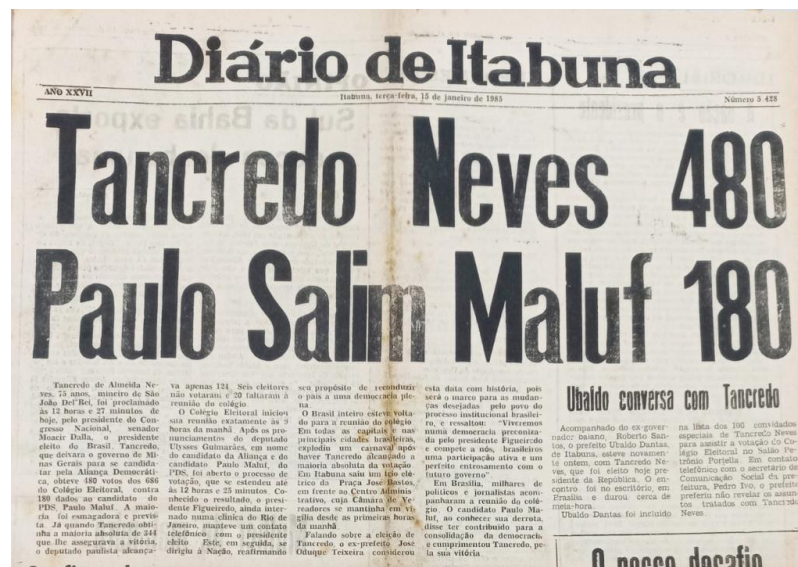 Diário de Itabuna
ANO XXVII
Itabuna, terça-feira, 15 de janeiro de 1985
Número 5 428
Tancredo Neves 480
Paulo Salim Maluf 180
Tancredo de Almeida Ne-
ves, 75 anos, mineiro de São
João Del'Rei, foi proclamado
às 12 horas e 27 minutos de
hoje, pelo presidente do Con-
gresso Nacional, senador
Moacir Dalla, o presidente
eleito do Brasil. Tancredo,
que deixara o governo de Mi-
nas Gerais para se candida-
tar pela Aliança Democráti-
ca, obteve 480 votos dos 686
do Colégio Eleitoral, contra
180 dados ao candidato do
PDS, Paulo Maluf. A maio-
ria foi esmagadora e previs-
ta. Já quando Tancredo obti-
nha a maioria absoluta de 344
que lhe assegurava a vitória,
o deputado paulista alcança-
va apenas 124. Seis eleitores
não votaram e 20 faltaram à
reunião do colégio.
O Colégio Eleitoral iniciou
sua reunião exatamente às 9
horas da manhã. Após os pro-
nunciamentos do deputado
Ulysses Guimarães, em nome
do candidato da Aliança e do
candidato Paulo Maluf, do
PDS, foi aberto o processo de
votação, que se estendeu até
às 12 horas e 25 minutos. Co-
nhecido o resultado, o presi-
dente Figueiredo, ainda inter-
nado numa clínica do Rio de
Janeiro, manteve um contato
telefônico com o presidente
eleito. Este, em seguida, se
dirigiu à Nação, reafirmando
seu propósito de reconduzir
o país a uma democracia ple-
na.
O Brasil inteiro esteve volta-
do para a reunião do colégio.
Em todas as capitais e nas
principais cidades brasileiras,
explodiu um carnaval após
haver Tancredo alcançado a
maioria absoluta da votação.
Em Itabuna saiu um trio elé-
trico da Praça José Bastos,
em frente ao Centro Adminis-
trativo, cuja Câmara de Ve-
readores se mantinha em vi-
gília desde as primeiras horas
da manhã.
Falando sobre a eleição de
Tancredo, o ex-prefeito José
Oduque Teixeira considerou
esta data com história, pois
será o marco para as mudan-
ças desejadas pelo povo do
processo institucional brasilei-
ro, e ressaltou: "Viveremos
numa democracia preconiza-
da pelo presidente Figueiredo
e compete a nós, brasileiros
uma participação ativa e um
perfeito entrosamento com o
futuro governo"
Em Brasília, milhares de
políticos e jornalistas acom-
panharam a reunião do colé-
gio. O candidato Paulo Ma-
luf, ao conhecer sua derrota,
disse ter contribuído para a
consolidação da democracia
e cumprimentou Tancredo, pe-
la sua vitória.
Ubaldo conversa com Tancredo
Acompanhado do ex-gover-
nador baiano, Roberto San-
tos, o prefeito Ubaldo Dantas,
de Itabuna, esteve novamen-
te ontem, com Tancredo Ne-
ves, que foi eleito hoje pre-
sidente da República. O en-
contro foi no escritório, em
Brasília e durou cerca de
meia-hora.
Ubaldo Dantas foi incluído
na lista dos 100 convidados
especiais de Tancredo Neves
para assistir a votação do Co-
légio Eleitoral no Salão Pe-
trônio Portella. Em contato
telefônico com o secretário de
Comunicação Social da pre-
feitura, Pedro Ivo, o prefeito
preferiu não revelar os assun-
tos tratados com Tancredo
Neves.
O nosso desafio